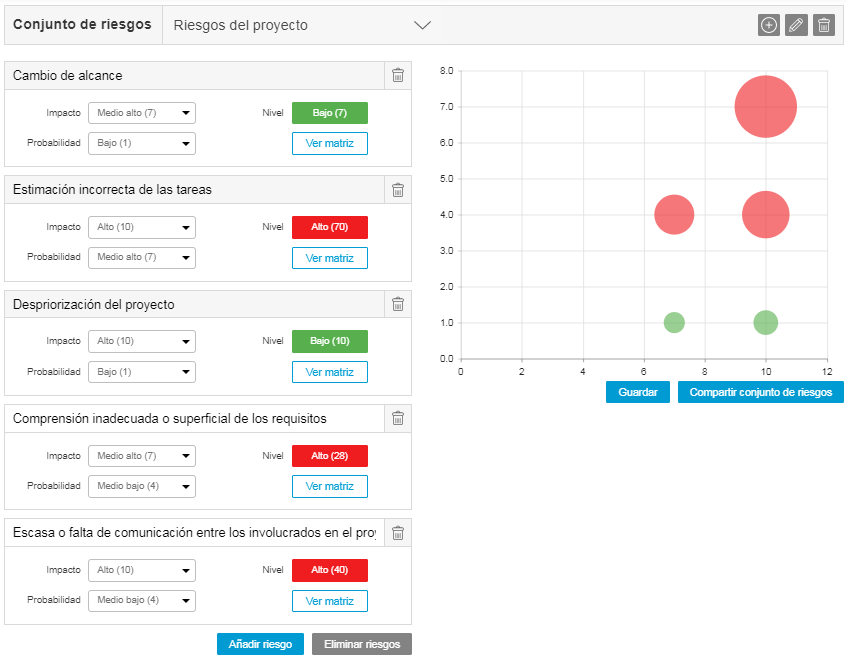 Conjunto de riesgos
Riesgos del proyecto
Cambio de alcance
Impacto Medio alto (7) Nivel Bajo (7)
Probabilidad Bajo (1) Ver matriz
Estimación incorrecta de las tareas
Impacto Alto (10) Nivel Alto (70)
Probabilidad Medio alto (7) Ver matriz
Despriorización del proyecto
Impacto Alto (10) Nivel Bajo (10)
Probabilidad Bajo (1) Ver matriz
Comprensión inadecuada o superficial de los requisitos
Impacto Medio alto (7) Nivel Alto (28)
Probabilidad Medio bajo (4) Ver matriz
Escasa o falta de comunicación entre los involucrados en el
Impacto Alto (10) Nivel Alto (40)
Probabilidad Medio bajo (4) Ver matriz
Añadir riesgo Eliminar riesgos
8.0
7.0
6.0
5.0
4.0
3.0
2.0
1.0
0.0
0 2 4 6 8 10 12
Guardar Compartir conjunto de riesgos